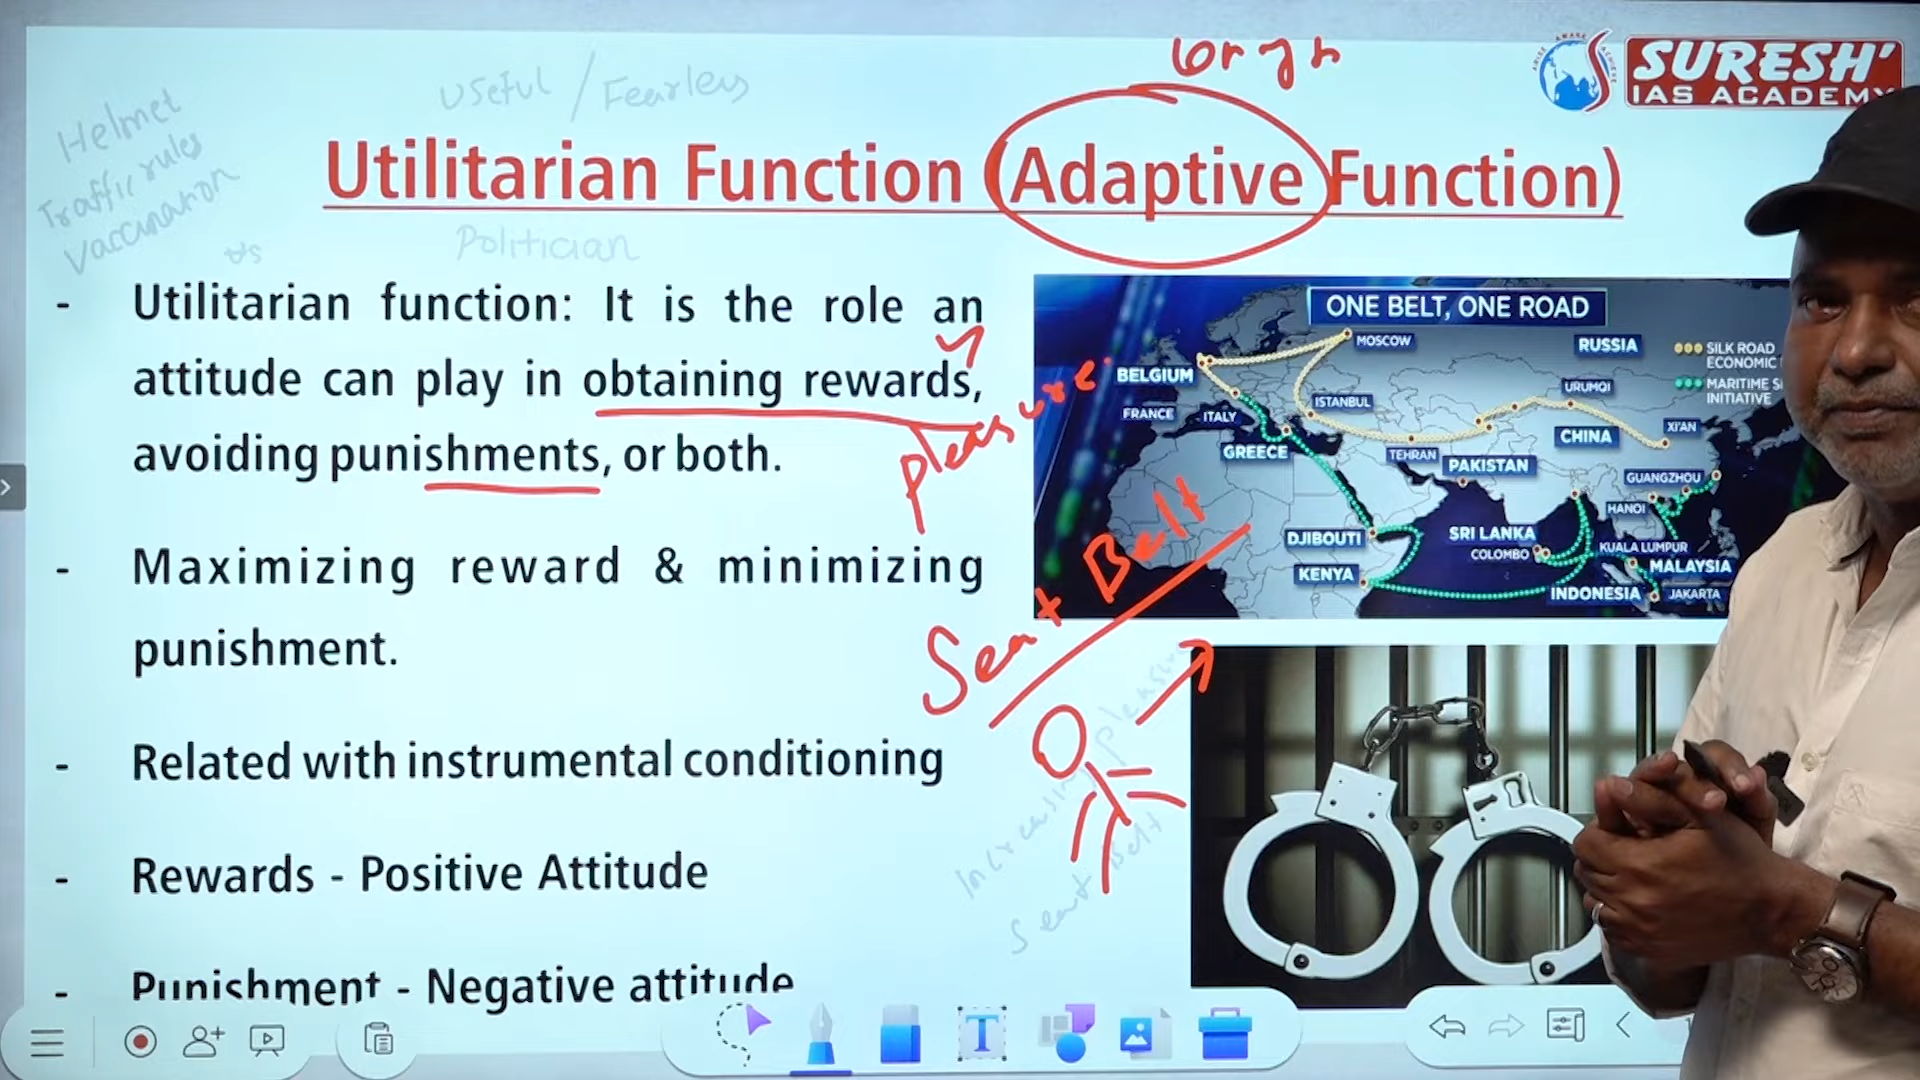 SURESH'
IAS ACADEMY
Useful / Fearless
Helmet
Traffic rules
Vaccination
Utilitarian Function (Adaptive Function)
Politician
- Utilitarian function: It is the role an
attitude can play in obtaining rewards,
avoiding punishments, or both.
pleasure
- Maximizing reward & minimizing
punishment.
- Related with instrumental conditioning
- Rewards - Positive Attitude
- Punishment - Negative attitude
Seat Belt
Increasing pleasure
Seat Belt
ONE BELT, ONE ROAD
MOSCOW
RUSSIA
SILK ROAD
ECONOMIC
MARITIME
INITIATIVE
BELGIUM
FRANCE
ITALY
ISTANBUL
URUMQI
XI'AN
GREECE
TEHRAN
PAKISTAN
CHINA
GUANGZHOU
HANOI
DJIBOUTI
SRI LANKA
COLOMBO
KUALA LUMPUR
KENYA
MALAYSIA
INDONESIA
JAKARTA
T